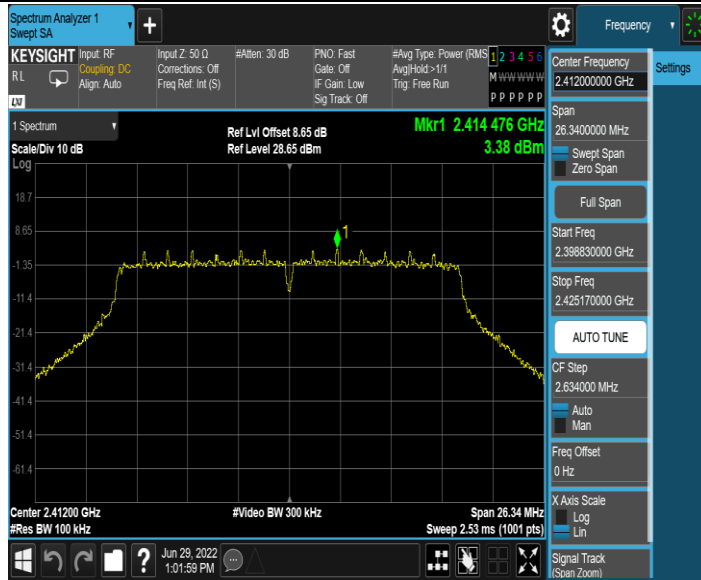 Spectrum Analyzer 1
Swept SA
+
Frequency
KEYSIGHT
RL
LXI
Input: RF
Coupling: DC
Align: Auto
Input Z: 50 Ω
Corrections: Off
Freq Ref: Int (S)
#Atten: 30 dB
PNO: Fast
Gate: Off
IF Gain: Low
Sig Track: Off
#Avg Type: Power (RMS
Avg|Hold:>1/1
Trig: Free Run
1 2 3 4 5 6
M W W W W W
P P P P P P
1 Spectrum
Scale/Div 10 dB
Ref Lvl Offset 8.65 dB
Ref Level 28.65 dBm
Mkr1 2.414 476 GHz
3.38 dBm
Log
18.7
8.65
-1.35
-11.4
-21.4
-31.4
-41.4
-51.4
-61.4
1
Center 2.41200 GHz
#Res BW 100 kHz
#Video BW 300 kHz
Span 26.34 MHz
Sweep 2.53 ms (1001 pts)
?
Jun 29, 2022
1:01:59 PM
Center Frequency
2.412000000 GHz
Settings
Span
26.3400000 MHz
Swept Span
Zero Span
Full Span
Start Freq
2.398830000 GHz
Stop Freq
2.425170000 GHz
AUTO TUNE
CF Step
2.634000 MHz
Auto
Man
Freq Offset
0 Hz
X Axis Scale
Log
Lin
Signal Track
(Span Zoom)